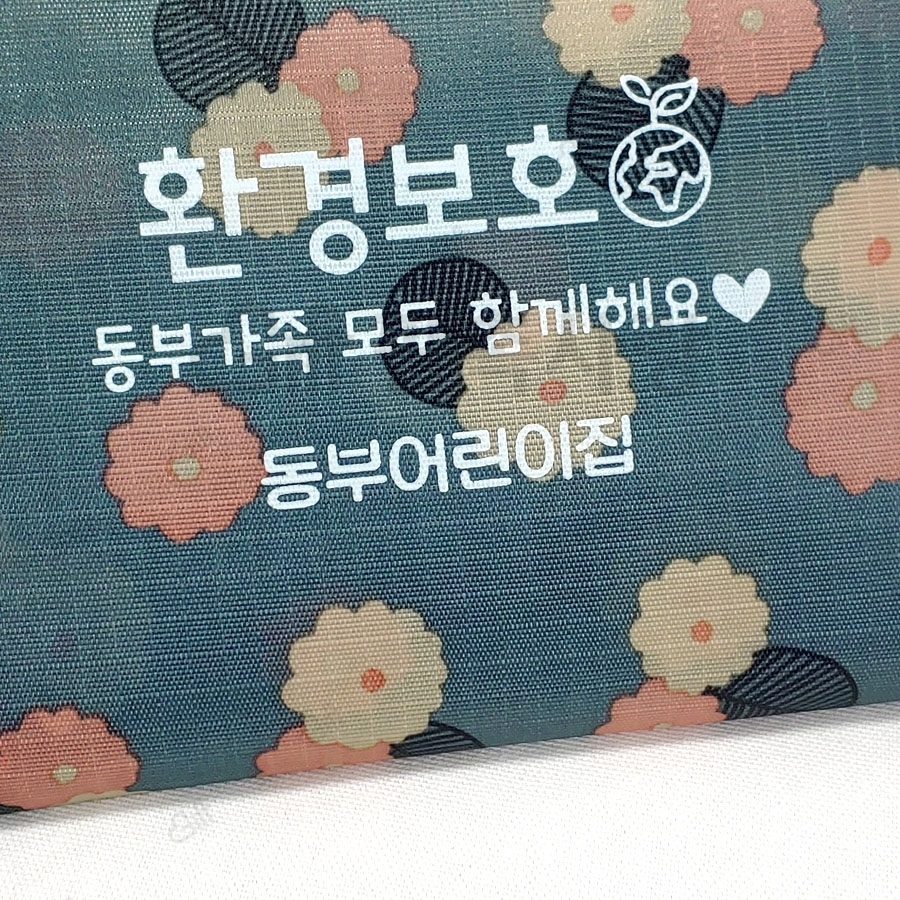 환경보호
동부가족 모두 함께해요♥
동부어린이집